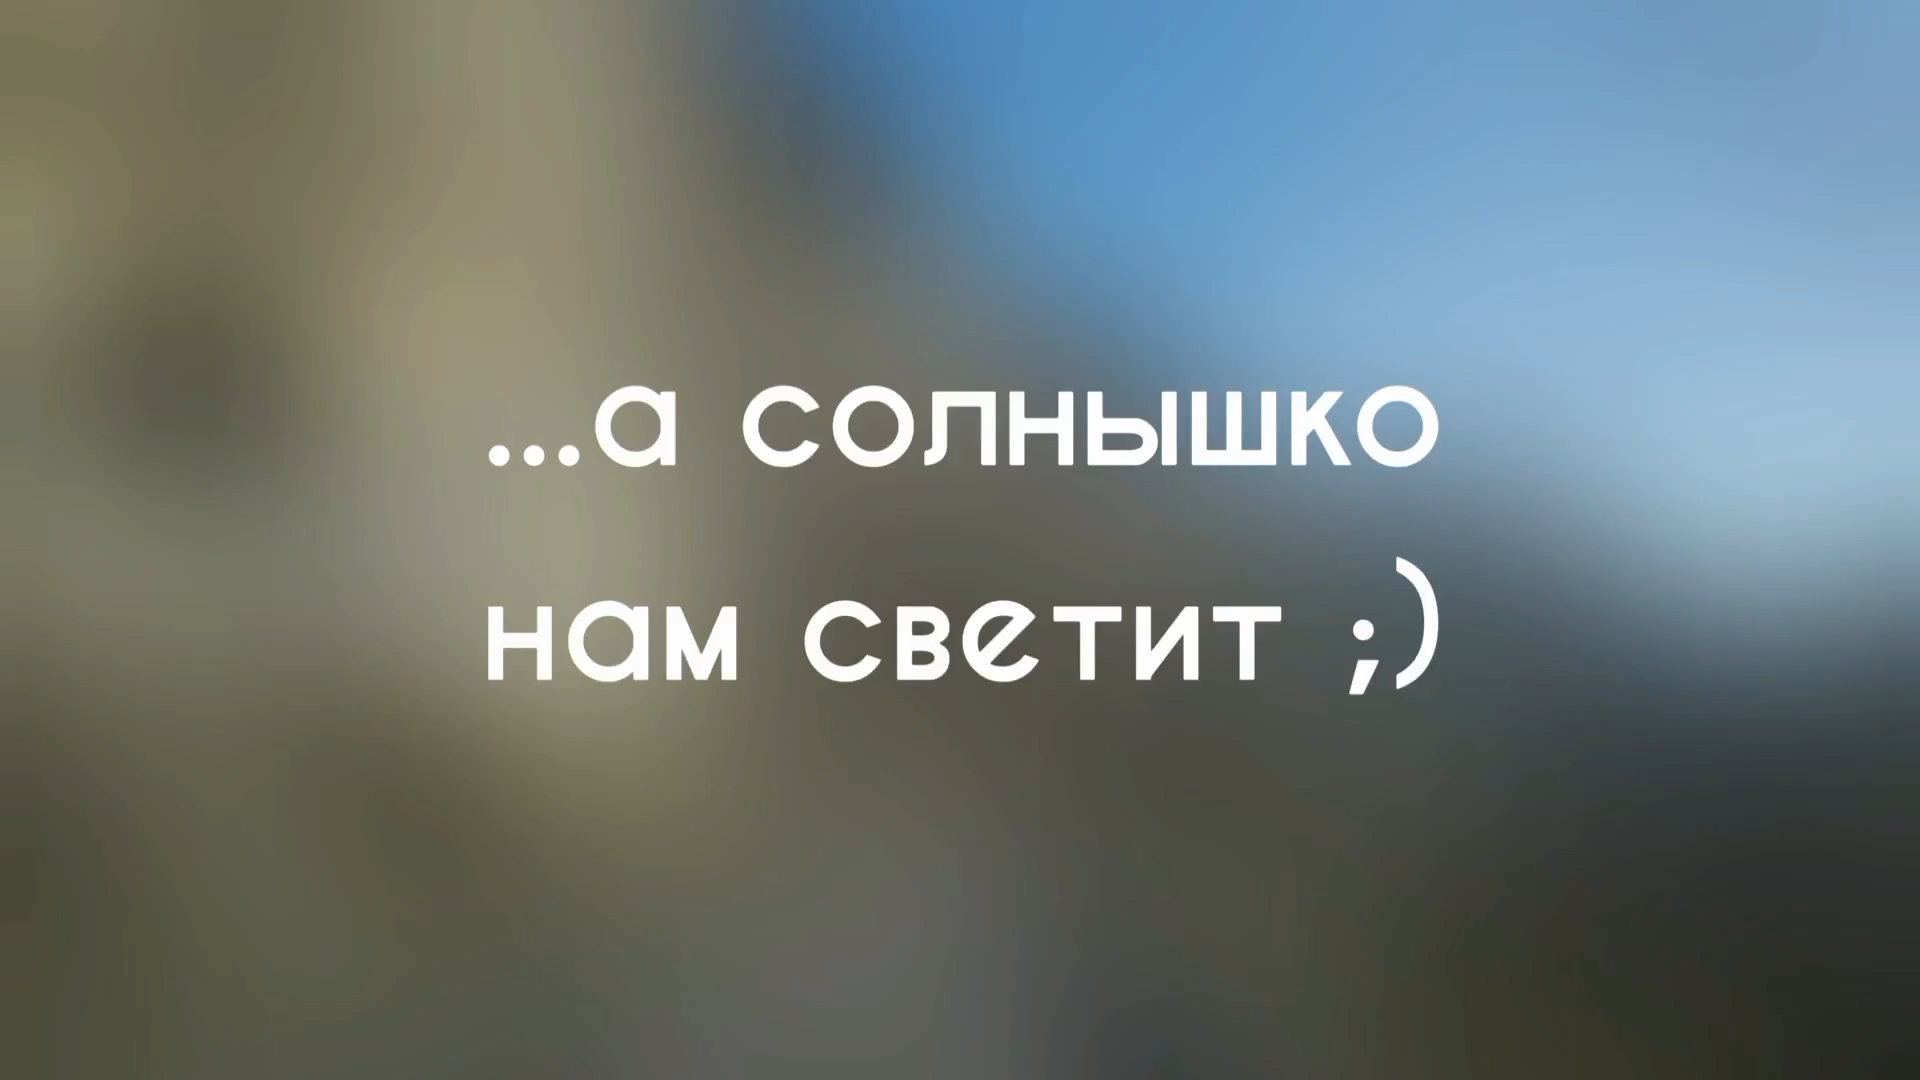 ...а солнышко
нам светит ;)